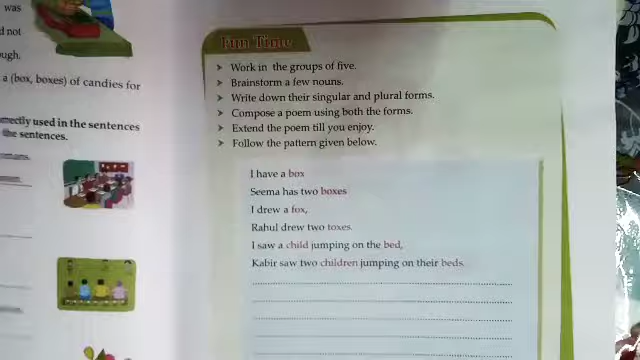 was
not
ough.
a (box, boxes) of candies for
rrectly used in the sentences
the sentences.
Fun Time
➤ Work in the groups of five.
➤ Brainstorm a few nouns.
➤ Write down their singular and plural forms.
➤ Compose a poem using both the forms.
➤ Extend the poem till you enjoy.
➤ Follow the pattern given below.
I have a box
Seema has two boxes
I drew a fox,
Rahul drew two foxes.
I saw a child jumping on the bed,
Kabir saw two children jumping on their beds.